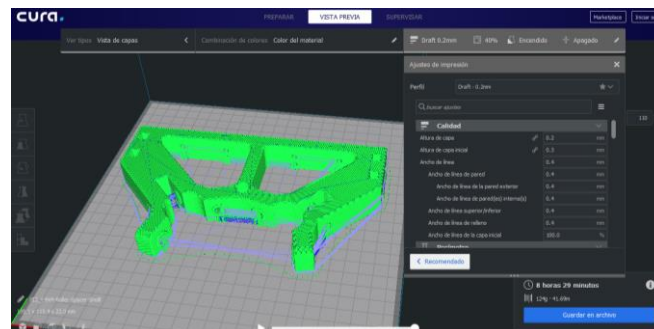 cura.
PREPARAR VISTA PREVIA SUPERVISAR
Marketplace Iniciar
Ver tipos Vista de capas
Combinación de colores Color del material
Draft 0.2mm 40% Encendido Apagado
Ajustes de impresión
Perfil Draft - 0.2mm
Buscar ajustes
Calidad
Altura de capa 0.2 mm
Altura de capa inicial 0.3 mm
Ancho de línea 0.4 mm
Ancho de línea de pared 0.4 mm
Ancho de línea de la pared exterior 0.4 mm
Ancho de línea de pared(es) interna(s) 0.4 mm
Ancho de línea superior/inferior 0.4 mm
Ancho de línea de relleno 0.4 mm
Ancho de línea de la capa inicial 100.0 %
Recomendado
8 horas 29 minutos
124g · 41.69m
Guardar en archivo